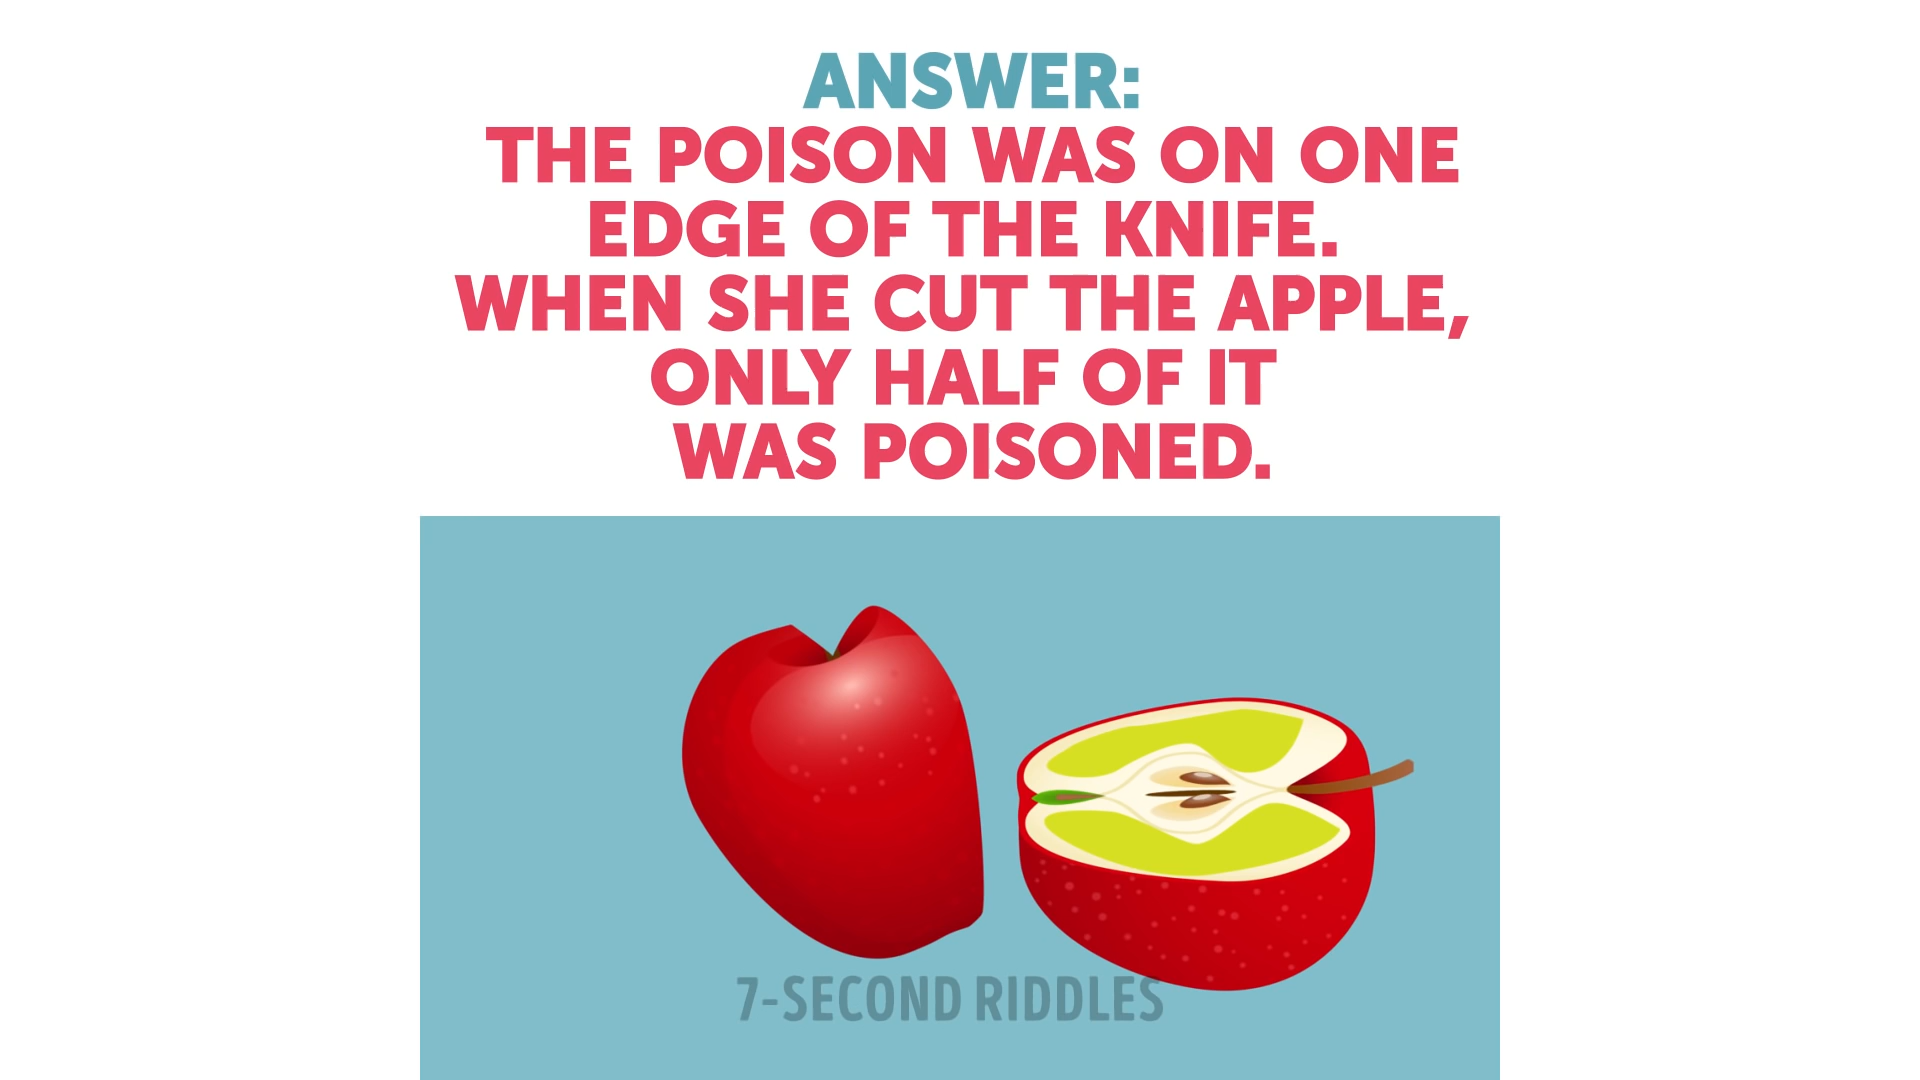 ANSWER:
THE POISON WAS ON ONE
EDGE OF THE KNIFE.
WHEN SHE CUT THE APPLE,
ONLY HALF OF IT
WAS POISONED.
7-SECOND RIDDLES